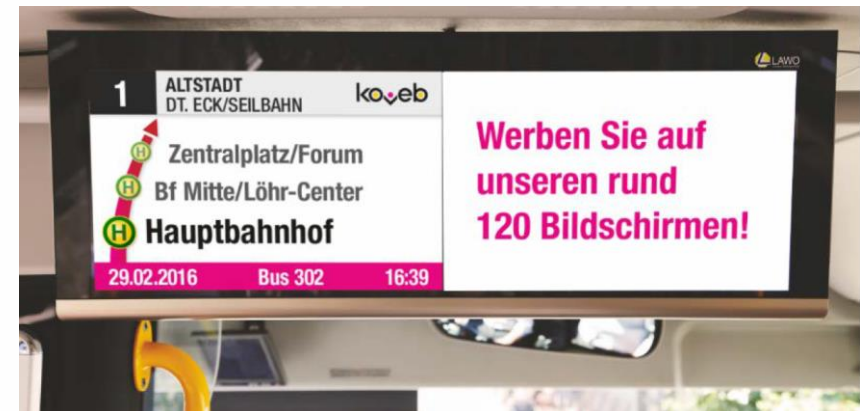 LAWO
1
ALTSTADT
DT. ECK/SEILBAHN
koveb
H Zentralplatz/Forum
H Bf Mitte/Löhr-Center
H Hauptbahnhof
29.02.2016 Bus 302 16:39
Werben Sie auf
unseren rund
120 Bildschirmen!